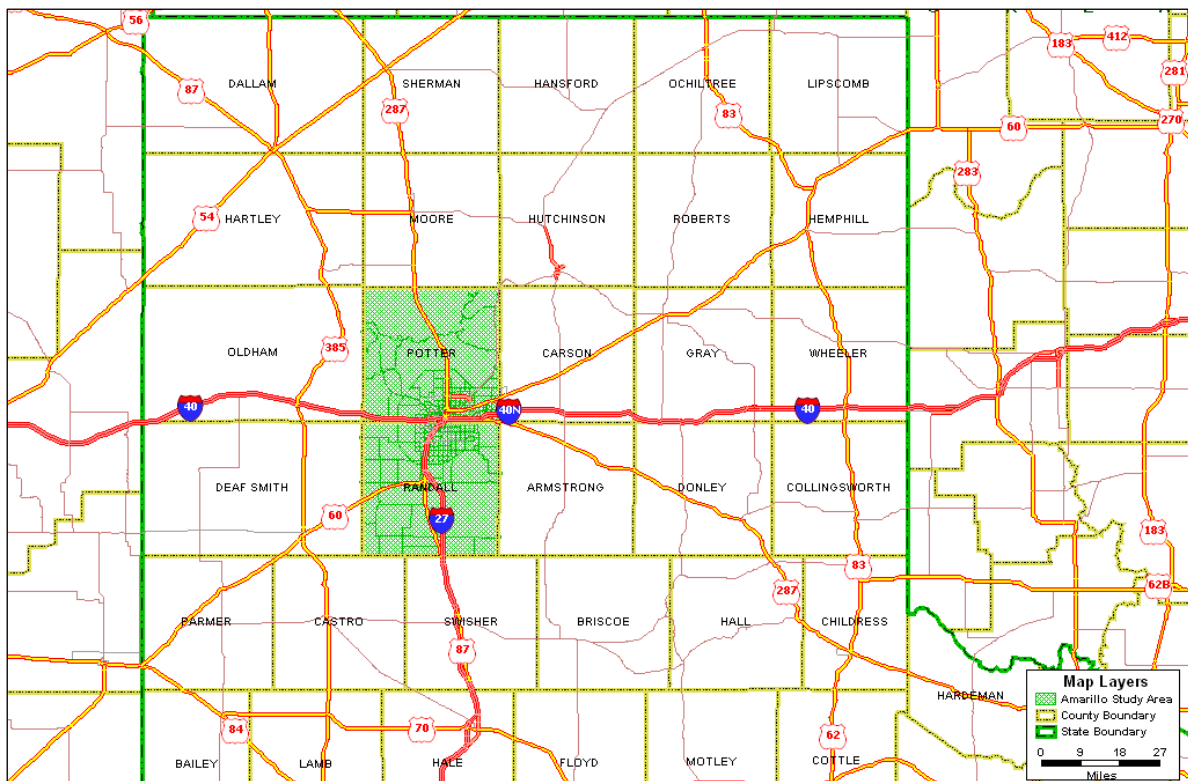 56
O K L A
183
412
87
DALLAM
SHERMAN
HANSFORD
OCHILTREE
LIPSCOMB
281
287
83
60
270
283
54
HARTLEY
MOORE
HUTCHINSON
ROBERTS
HEMPHILL
OLDHAM
385
POTTER
CARSON
GRAY
WHEELER
40
40N
40
DEAF SMITH
RANDALL
ARMSTRONG
DONLEY
COLLINGSWORTH
60
27
183
83
62B
287
PARMER
CASTRO
SWISHER
BRISCOE
HALL
CHILDRESS
87
HARDEMAN
84
70
62
BAILEY
LAMB
HALE
FLOYD
MOTLEY
COTTLE
Map Layers
Amarillo Study Area
County Boundary
State Boundary
0 9 18 27
Miles